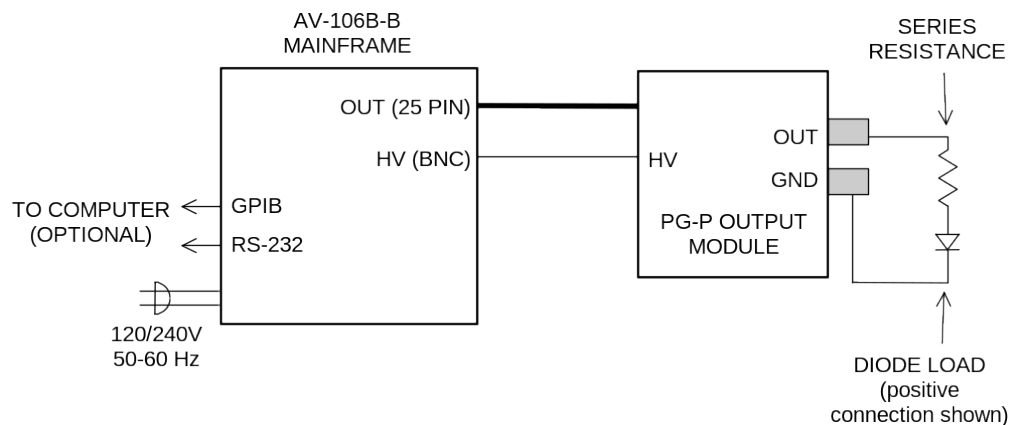 AV-106B-B
MAINFRAME
OUT (25 PIN)
HV (BNC)
GPIB
RS-232
TO COMPUTER
(OPTIONAL)
120/240V
50-60 Hz
HV
OUT
GND
PG-P OUTPUT
MODULE
SERIES
RESISTANCE
DIODE LOAD
(positive
connection shown)